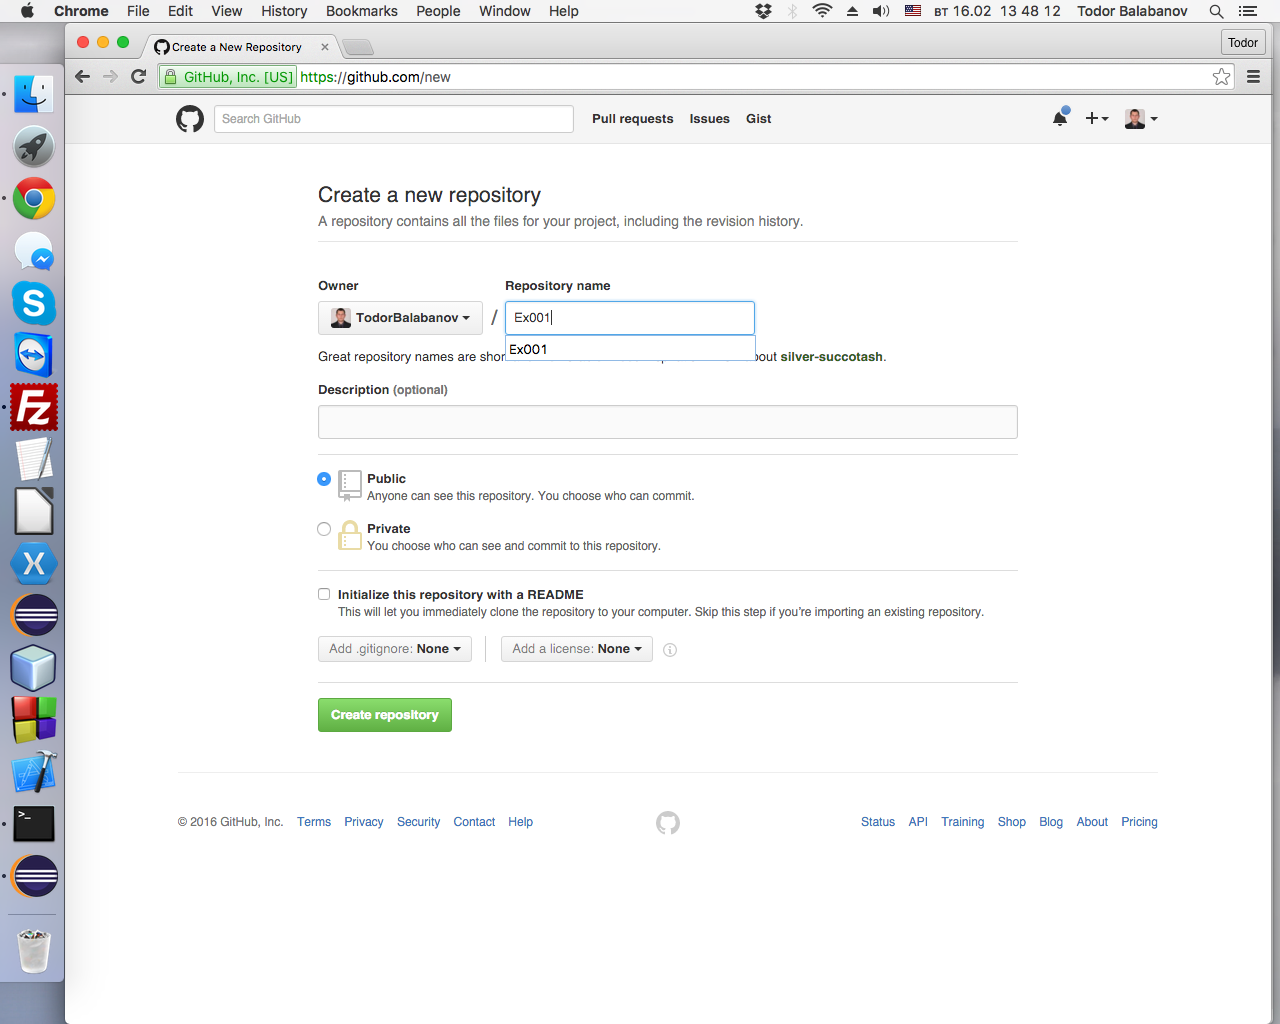 Chrome File Edit View History Bookmarks People Window Help вт 16.02 13 48 12 Todor Balabanov
Create a New Repository
Todor
GitHub, Inc. [US] https://github.com/new
Search GitHub Pull requests Issues Gist
Create a new repository
A repository contains all the files for your project, including the revision history.
Owner Repository name
TodorBalabanov / Ex001
Ex001
Great repository names are shor out silver-succotash.
Description (optional)
Public
Anyone can see this repository. You choose who can commit.
Private
You choose who can see and commit to this repository.
Initialize this repository with a README
This will let you immediately clone the repository to your computer. Skip this step if you're importing an existing repository.
Add .gitignore: None Add a license: None
Create repository
© 2016 GitHub, Inc. Terms Privacy Security Contact Help Status API Training Shop Blog About Pricing